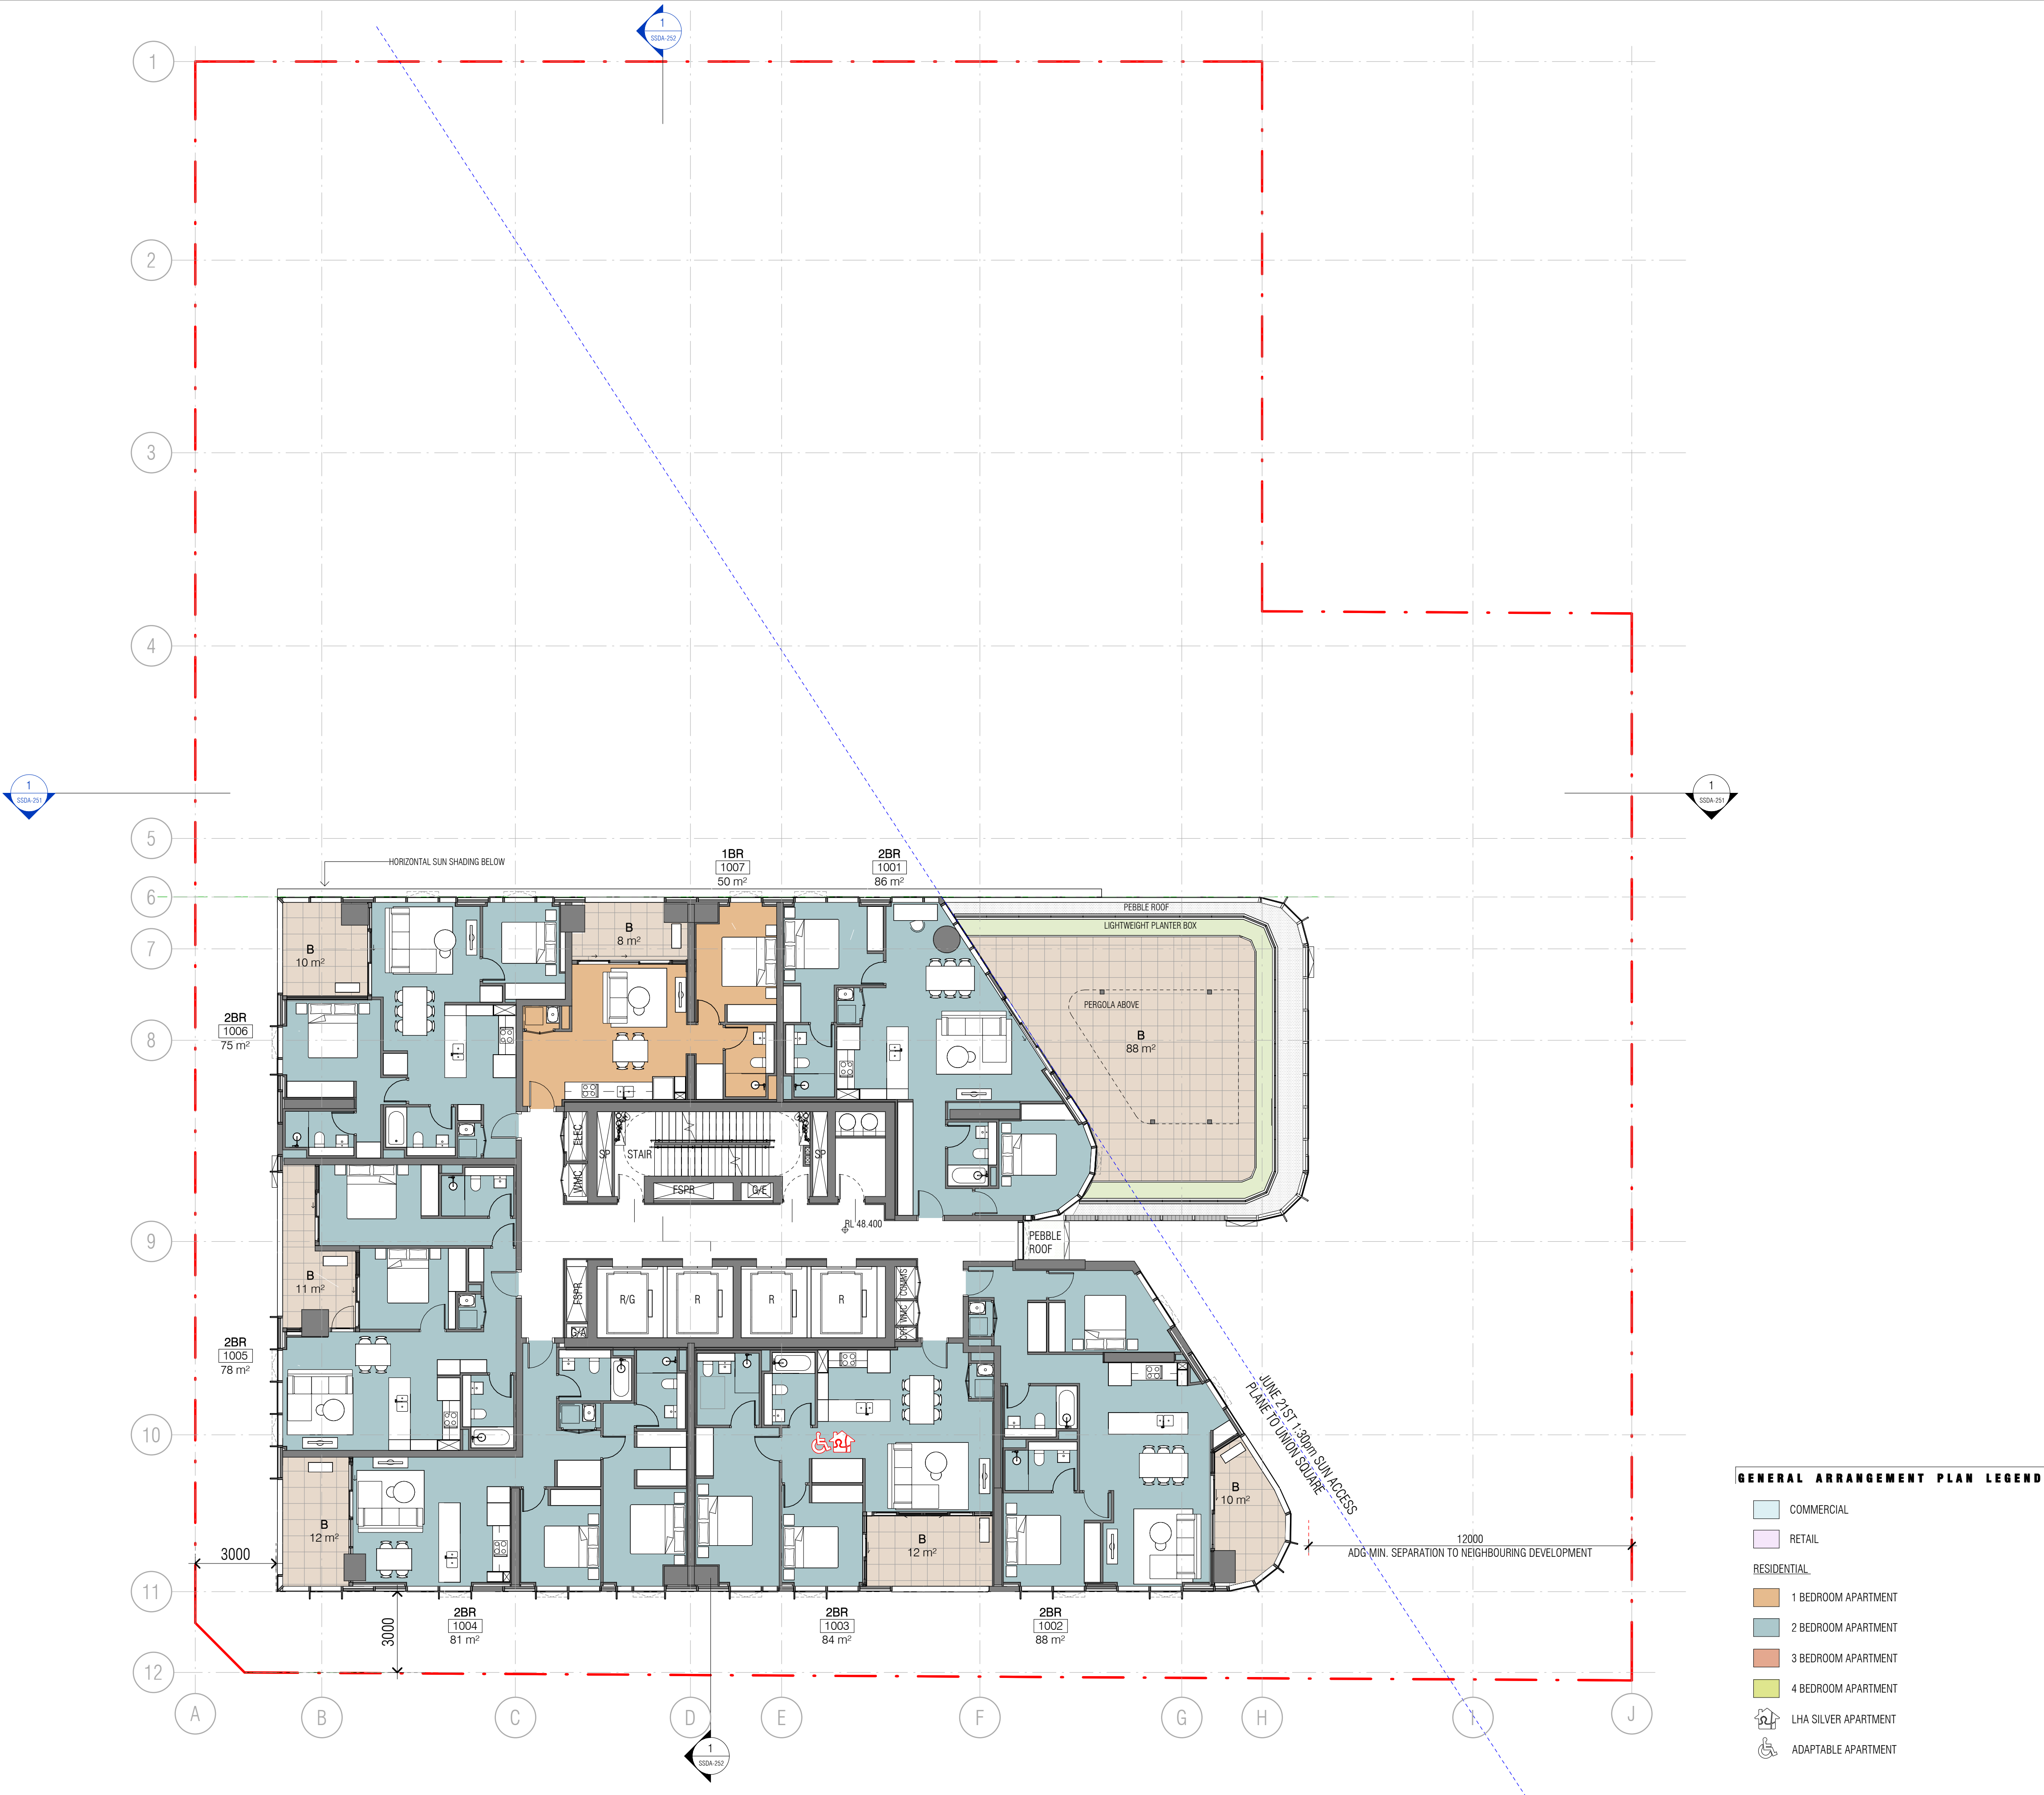 1
SSDA-252
1
2
3
4
1
SSDA-251
1
SSDA-251
5
HORIZONTAL SUN SHADING BELOW
1BR
1007
50 m²
2BR
1001
86 m²
6
PEBBLE ROOF
LIGHTWEIGHT PLANTER BOX
7
B
10 m²
B
8 m²
PERGOLA ABOVE
2BR
1006
75 m²
8
B
88 m²
ELEC
WMC
SP
STAIR
SP
FSPR
G/E
RL 48.400
9
PEBBLE
ROOF
B
11 m²
FSPR
G/A
R/G
R
R
R
COMMS
WMC
2BR
1005
78 m²
JUNE 21ST 1:30pm SUN ACCESS
PLANE TO UNION SQUARE
10
B
10 m²
B
12 m²
B
12 m²
3000
12000
ADG MIN. SEPARATION TO NEIGHBOURING DEVELOPMENT
11
3000
2BR
1004
81 m²
2BR
1003
84 m²
2BR
1002
88 m²
12
A
B
C
D
E
F
G
H
I
J
1
SSDA-252
GENERAL ARRANGEMENT PLAN LEGEND
COMMERCIAL
RETAIL
RESIDENTIAL
1 BEDROOM APARTMENT
2 BEDROOM APARTMENT
3 BEDROOM APARTMENT
4 BEDROOM APARTMENT
LHA SILVER APARTMENT
ADAPTABLE APARTMENT